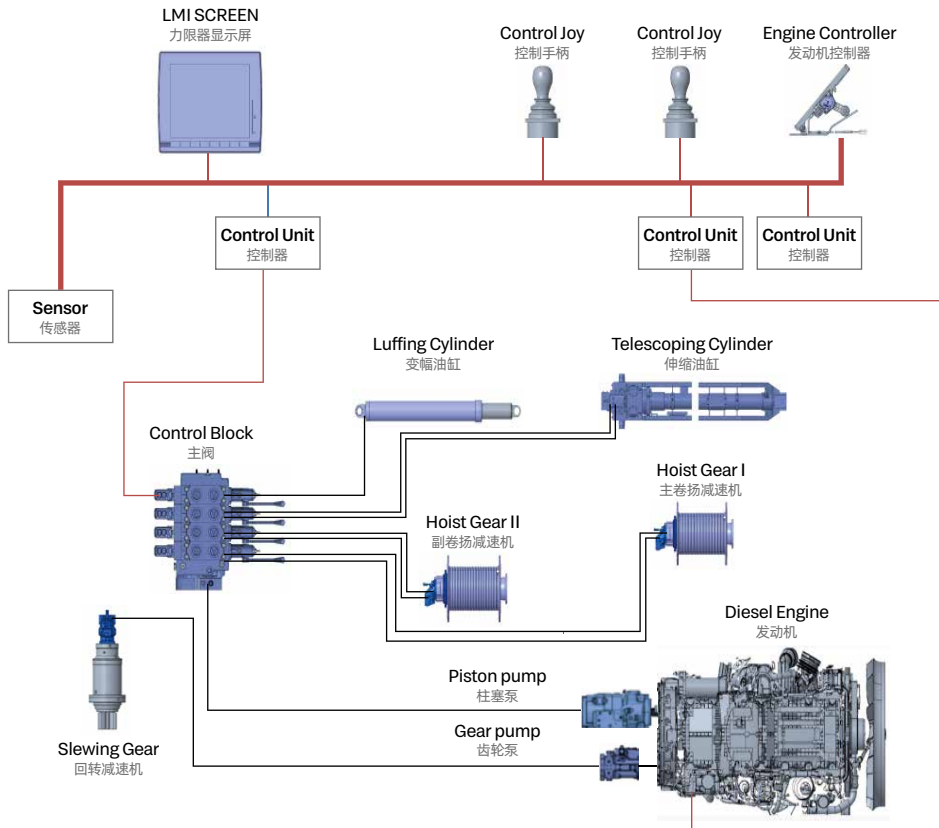 LMI SCREEN
力限器显示屏
Control Joy
控制手柄
Control Joy
控制手柄
Engine Controller
发动机控制器
Control Unit
控制器
Control Unit
控制器
Control Unit
控制器
Sensor
传感器
Luffing Cylinder
变幅油缸
Telescoping Cylinder
伸缩油缸
Control Block
主阀
Hoist Gear I
主卷扬减速机
Hoist Gear II
副卷扬减速机
Diesel Engine
发动机
Piston pump
柱塞泵
Gear pump
齿轮泵
Slewing Gear
回转减速机